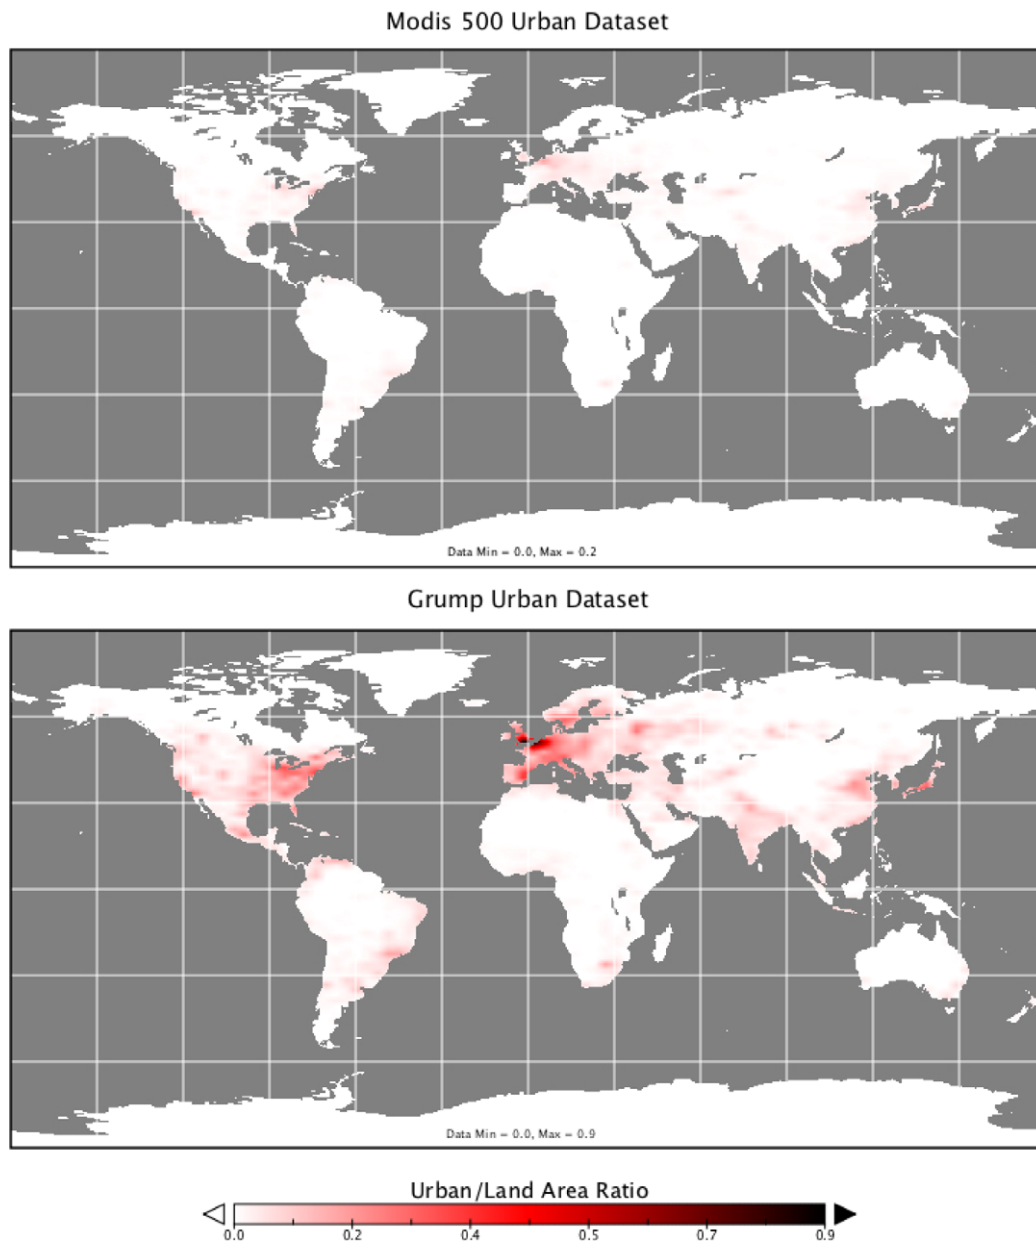 Modis 500 Urban Dataset
Data Min = 0.0, Max = 0.2
Grump Urban Dataset
Data Min = 0.0, Max = 0.9
Urban/Land Area Ratio
0.0 0.2 0.4 0.5 0.7 0.9